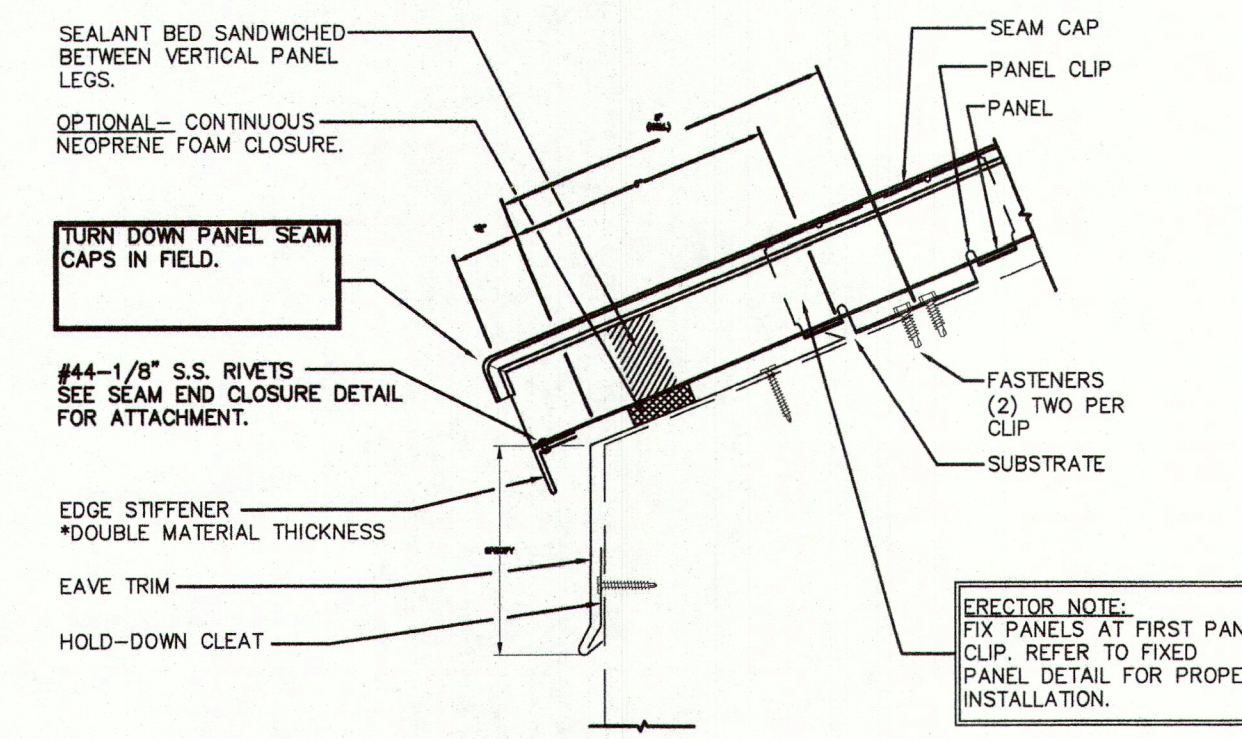 SEALANT BED SANDWICHED
BETWEEN VERTICAL PANEL
LEGS.
OPTIONAL— CONTINUOUS
NEOPRENE FOAM CLOSURE.
TURN DOWN PANEL SEAM
CAPS IN FIELD.
#44-1/8" S.S. RIVETS
SEE SEAM END CLOSURE DETAIL
FOR ATTACHMENT.
EDGE STIFFENER
*DOUBLE MATERIAL THICKNESS
EAVE TRIM
HOLD-DOWN CLEAT
SEAM CAP
PANEL CLIP
PANEL
FASTENERS
(2) TWO PER
CLIP
SUBSTRATE
ERECTOR NOTE:
FIX PANELS AT FIRST PAN
CLIP. REFER TO FIXED
PANEL DETAIL FOR PROPE
INSTALLATION.